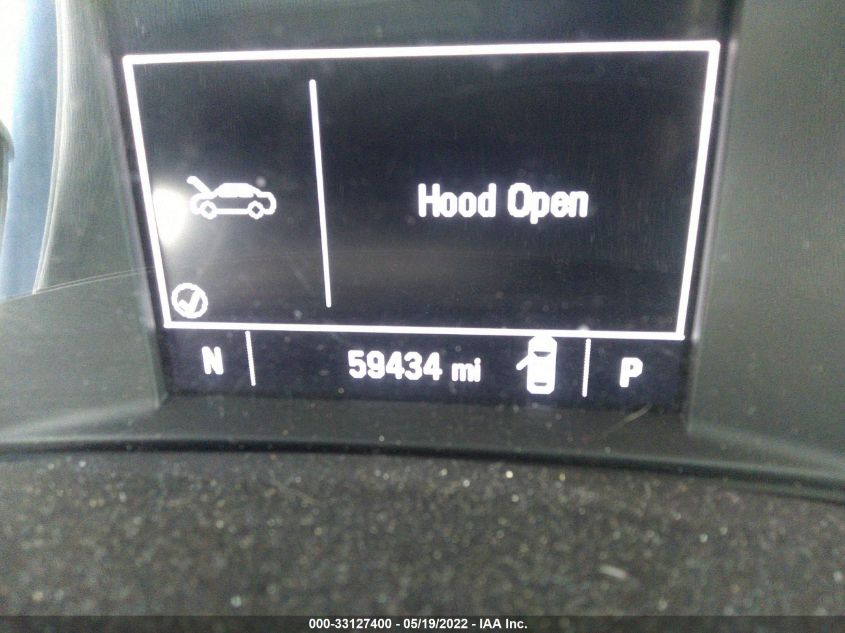 Hood Open
N 59434 mi P
000-33127400 - 05/19/2022 - IAA Inc.